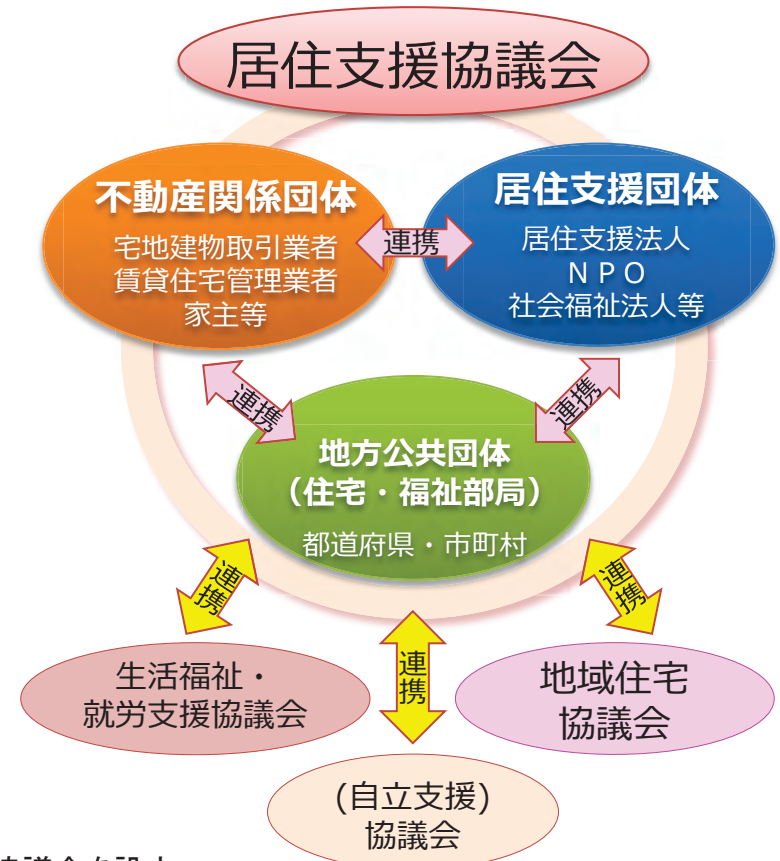 居住支援協議会
不動産関係団体
宅地建物取引業者
賃貸住宅管理業者
家主等
連携
居住支援団体
居住支援法人
ＮＰＯ
社会福祉法人等
連携
連携
地方公共団体
（住宅・福祉部局）
都道府県・市町村
連携
連携
連携
生活福祉・
就労支援協議会
(自立支援)
協議会
地域住宅
協議会